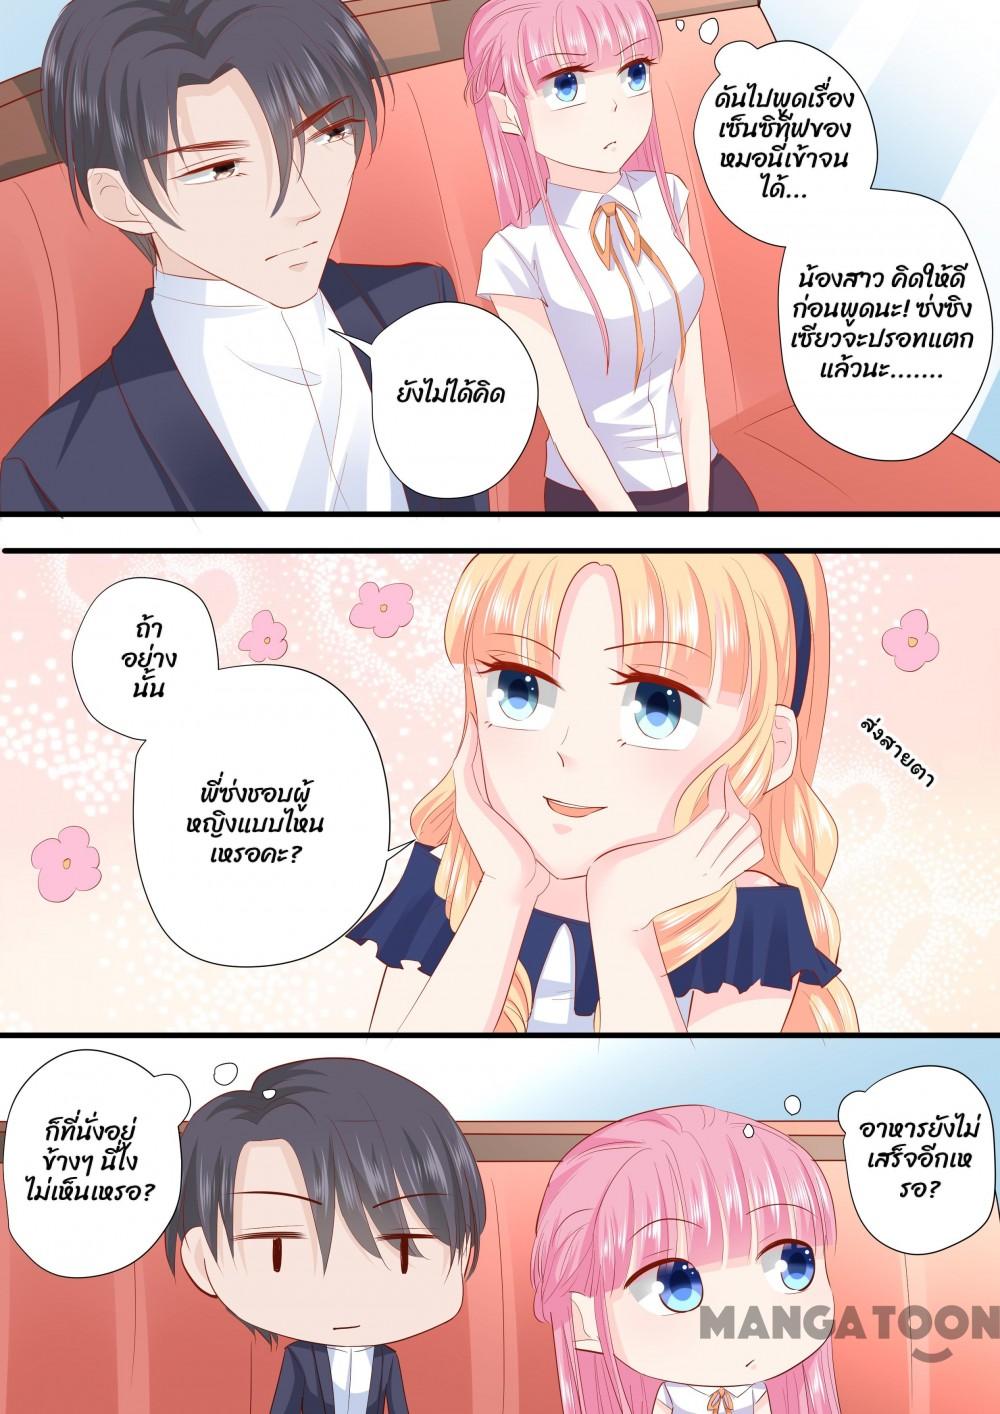 ดันไปพูดเรื่อง
เซ็นซิทีฟของ
หมอนี่เข้าจน
ได้...
น้องสาว คิดให้ดี
ก่อนพูดนะ! ซ่งซิง
เซียวจะปรอทแตก
แล้วนะ.......
ยังไม่ได้คิด
ถ้า
อย่าง
นั้น
พี่ซ่งชอบผู้
หญิงแบบไหน
เหรอคะ?
ส่งสายตา
ก็ที่นั่งอยู่
ข้างๆ นี่ไง
ไม่เห็นเหรอ?
อาหารยังไม่
เสร็จอีกเห
รอ?
MANGATOON